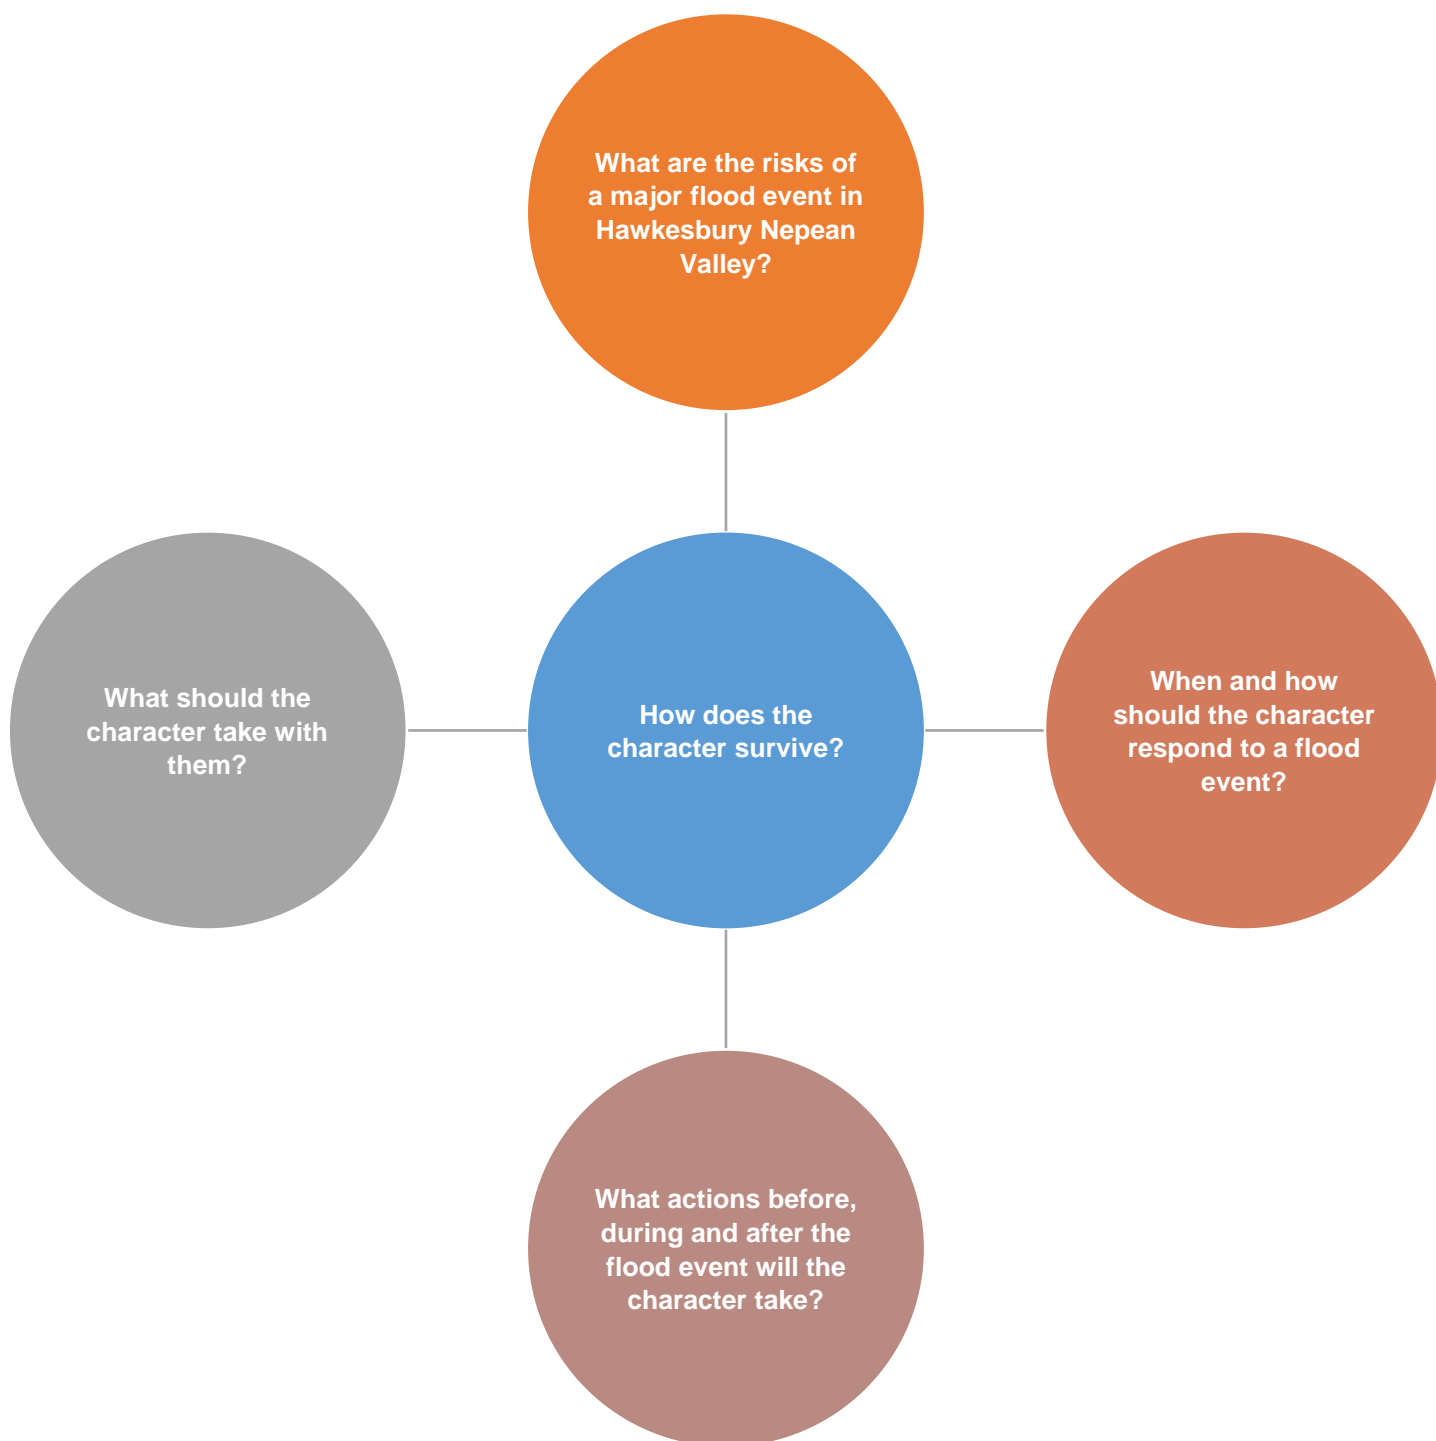 What are the risks of
a major flood event in
Hawkesbury Nepean
Valley?
What should the
character take with
them?
How does the
character survive?
When and how
should the character
respond to a flood
event?
What actions before,
during and after the
flood event will the
character take?